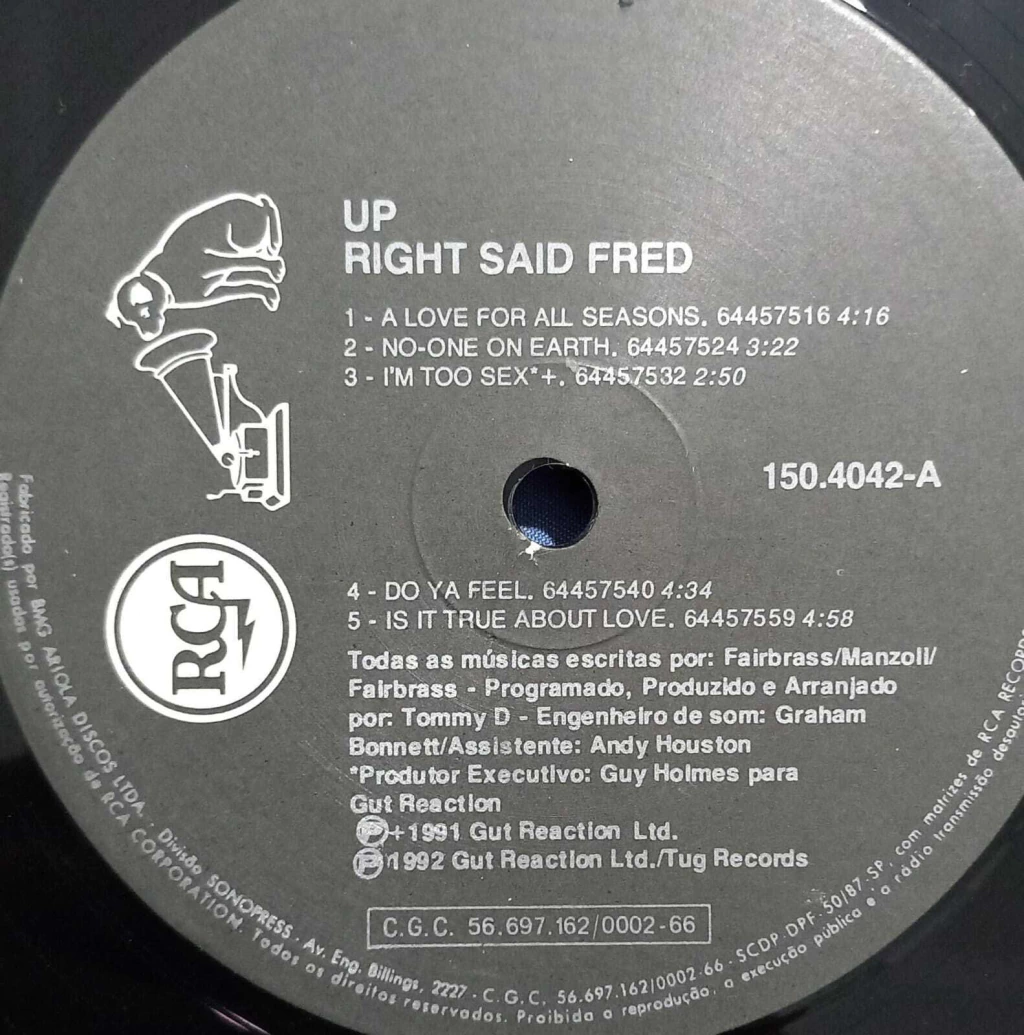 UP
RIGHT SAID FRED
1 - A LOVE FOR ALL SEASONS. 64457516 4:16
2 - NO-ONE ON EARTH. 64457524 3:22
3 - I'M TOO SEX*+. 64457532 2:50
150.4042-A
4 - DO YA FEEL. 64457540 4:34
5 - IS IT TRUE ABOUT LOVE. 64457559 4:58
Todas as músicas escritas por: Fairbrass/Manzoli/
Fairbrass - Programado, Produzido e Arranjado
por: Tommy D - Engenheiro de som: Graham
Bonnett/Assistente: Andy Houston
*Produtor Executivo: Guy Holmes para
Gut Reaction
Ⓟ+1991 Gut Reaction Ltd.
Ⓟ1992 Gut Reaction Ltd./Tug Records
C.G.C. 56.697.162/0002-66
RCA
Fabricado por BMG ARIOLA DISCOS LTDA. Divisão SONOPRESS. Av. Eng. Billings, 2227 - C.G.C. 56.697.162/0002-66 - SCDP-DPF-50/87-SP, com matrizes de RCA RECORDS
Registrado(s) usadas por autorização de RCA CORPORATION. Todos os direitos reservados. Proibida a reprodução, a execução pública e a rádio transmissão